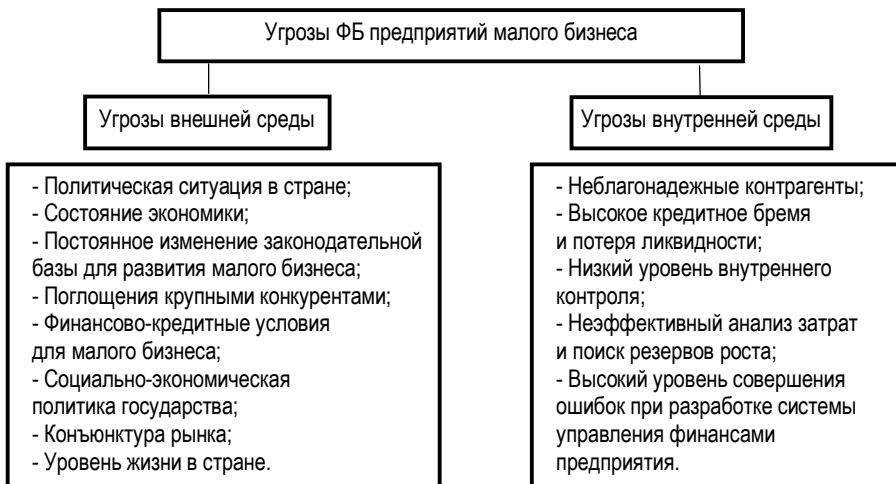 Угрозы ФБ предприятий малого бизнеса
Угрозы внешней среды
- Политическая ситуация в стране;
- Состояние экономики;
- Постоянное изменение законодательной
базы для развития малого бизнеса;
- Поглощения крупными конкурентами;
- Финансово-кредитные условия
для малого бизнеса;
- Социально-экономическая
политика государства;
- Конъюнктура рынка;
- Уровень жизни в стране.
Угрозы внутренней среды
- Неблагонадежные контрагенты;
- Высокое кредитное бремя
и потеря ликвидности;
- Низкий уровень внутреннего
контроля;
- Неэффективный анализ затрат
и поиск резервов роста;
- Высокий уровень совершения
ошибок при разработке системы
управления финансами
предприятия.